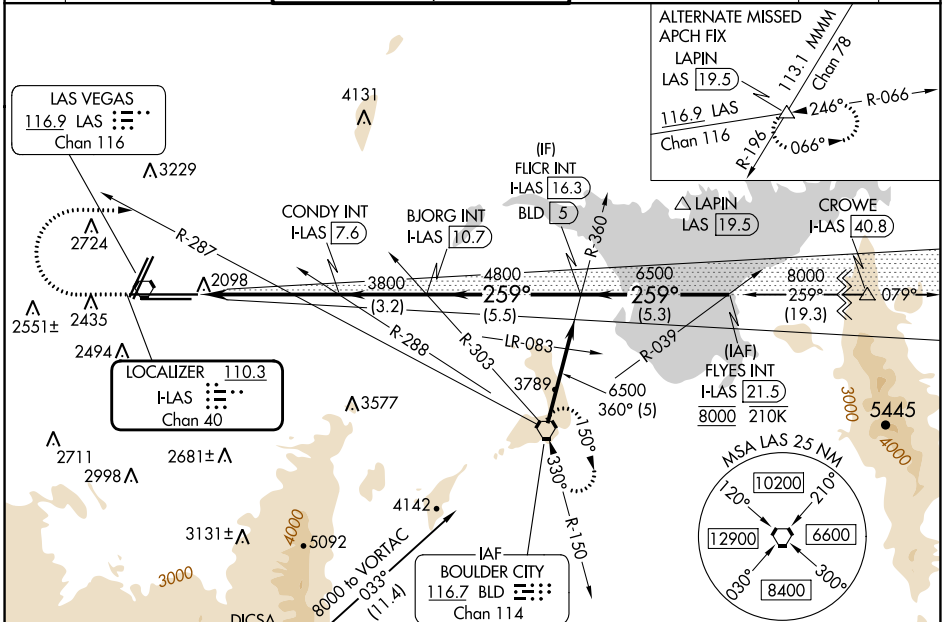 ALTERNATE MISSED
APCH FIX
LAPIN
LAS 19.5
113.1 MMM
Chan 78
116.9 LAS
Chan 116
246°
R-066
066°
R-196
LAS VEGAS
116.9 LAS
Chan 116
4131
3229
(IF)
FLICR INT
I-LAS 16.3
BLD 5
R-360
LAPIN
LAS 19.5
CROWE
I-LAS 40.8
CONDY INT
I-LAS 7.6
BJORG INT
I-LAS 10.7
R-287
2724
2098
3800
4800
6500
8000
259°
259°
259°
079°
(3.2)
(5.5)
(5.3)
(19.3)
2551±
2435
R-288
R-303
LR-083
R-039
2494
LOCALIZER 110.3
I-LAS
Chan 40
(IAF)
FLYES INT
I-LAS 21.5
8000 210K
3789
6500
360° (5)
3577
3000
5445
4000
2711
2998
2681±
150°
330°
R-150
4142
3131±
4000
5092
3000
8000 to VORTAC
033°
(11.4)
IAF
BOULDER CITY
116.7 BLD
Chan 114
MSA LAS 25 NM
120°
10200
210°
12900
6600
030°
8400
300°
DICSA